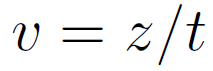 v = z/t